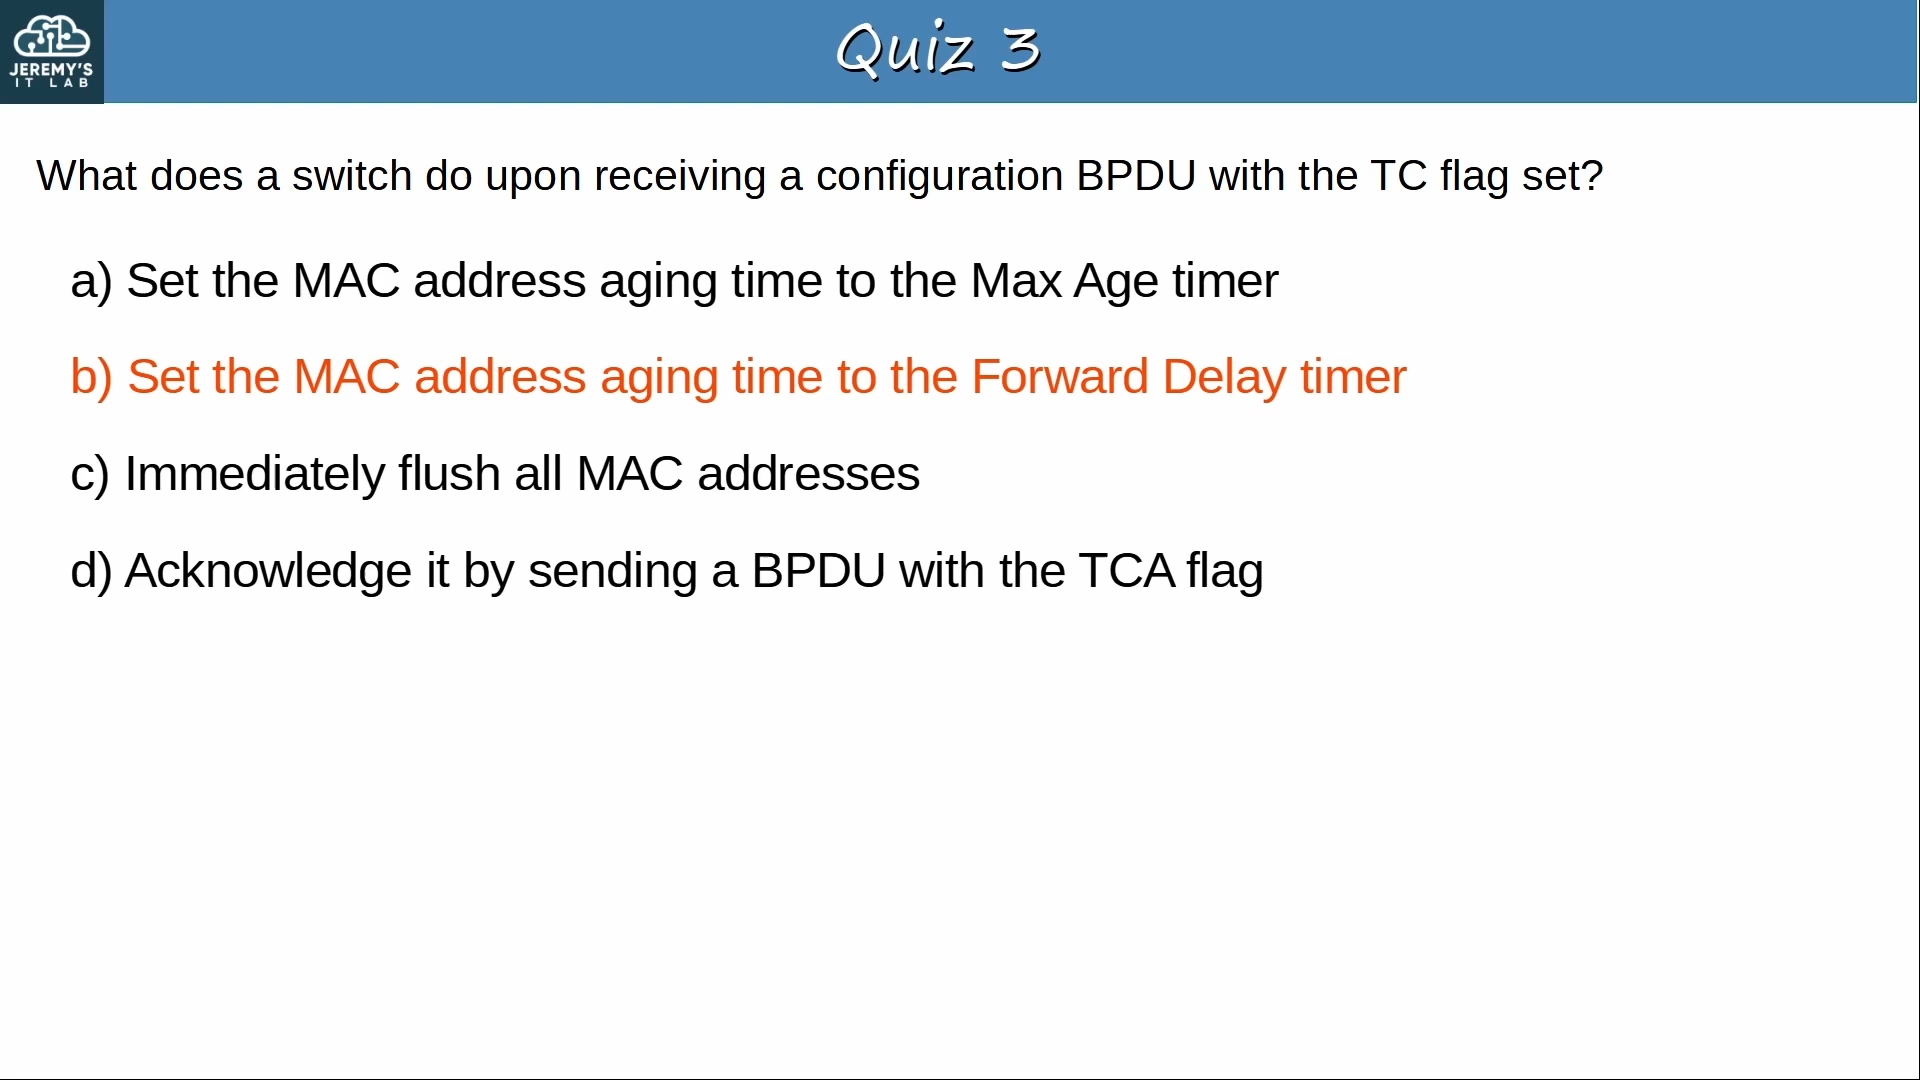 JEREMY'S
IT LAB
Quiz 3
What does a switch do upon receiving a configuration BPDU with the TC flag set?
a) Set the MAC address aging time to the Max Age timer
b) Set the MAC address aging time to the Forward Delay timer
c) Immediately flush all MAC addresses
d) Acknowledge it by sending a BPDU with the TCA flag